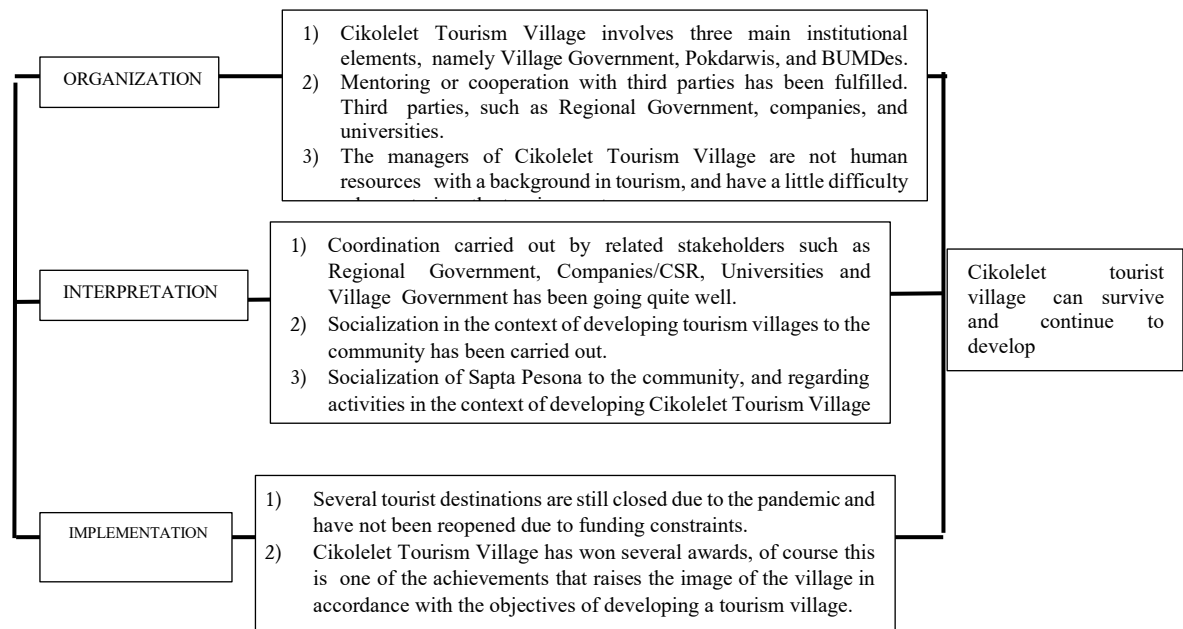 ORGANIZATION
1) Cikolelet Tourism Village involves three main institutional
elements, namely Village Government, Pokdarwis, and BUMDes.
2) Mentoring or cooperation with third parties has been fulfilled.
Third parties, such as Regional Government, companies, and
universities.
3) The managers of Cikolelet Tourism Village are not human
resources with a background in tourism, and have a little difficulty
INTERPRETATION
1) Coordination carried out by related stakeholders such as
Regional Government, Companies/CSR, Universities and
Village Government has been going quite well.
2) Socialization in the context of developing tourism villages to the
community has been carried out.
3) Socialization of Sapta Pesona to the community, and regarding
activities in the context of developing Cikolelet Tourism Village
IMPLEMENTATION
1) Several tourist destinations are still closed due to the pandemic and
have not been reopened due to funding constraints.
2) Cikolelet Tourism Village has won several awards, of course this
is one of the achievements that raises the image of the village in
accordance with the objectives of developing a tourism village.
Cikolelet tourist
village can survive
and continue to
develop